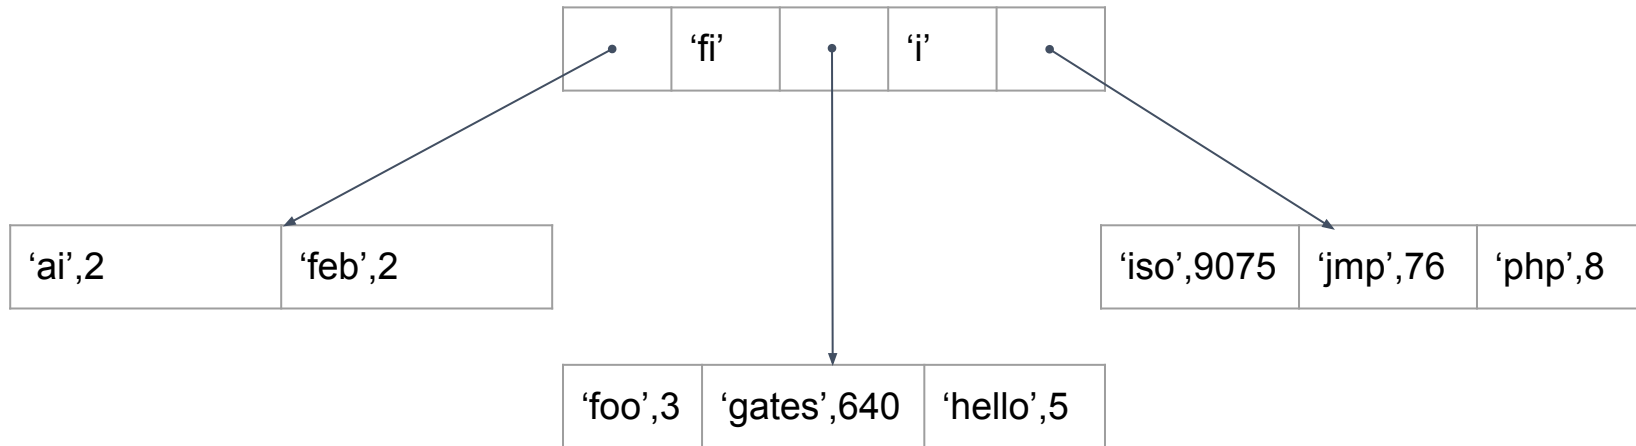 ‘fi’ ‘i’
‘ai’,2 ‘feb’,2 ‘iso’,9075 ‘jmp’,76 ‘php’,8
‘foo’,3 ‘gates’,640 ‘hello’,5